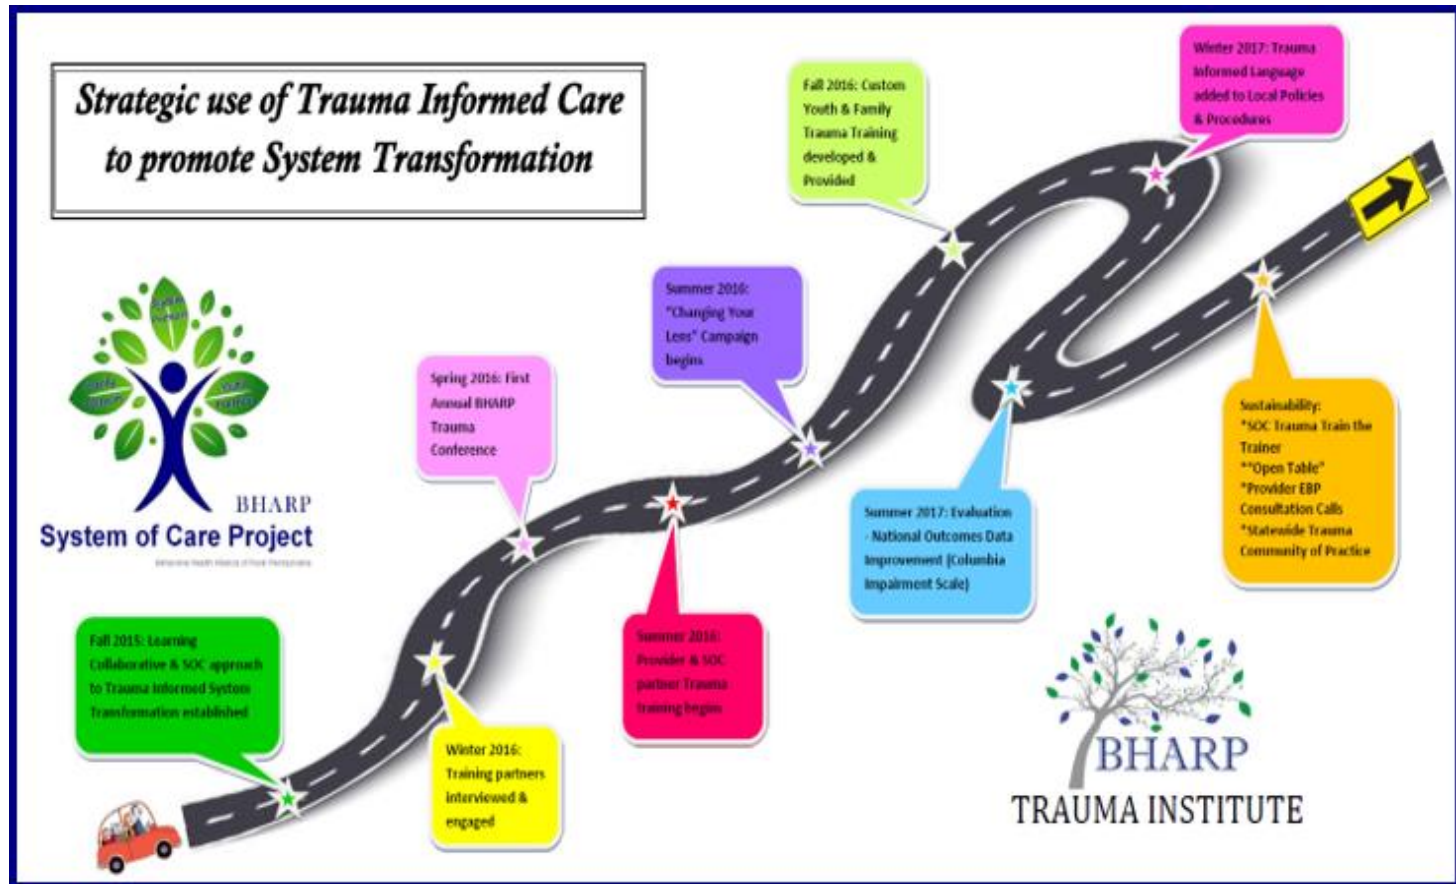 Strategic use of Trauma Informed Care
to promote System Transformation
BHARP
System of Care Project
Fall 2015: Learning
Collaborative & SOC approach
to Trauma Informed System
Transformation established
Winter 2016:
Training partners
interviewed &
engaged
Spring 2016: First
Annual BHARP
Trauma
Conference
Summer 2016:
Provider & SOC
partner Trauma
training begins
Summer 2016:
"Changing Your
Lens" Campaign
begins
Fall 2016: Custom
Youth & Family
Trauma Training
developed &
Provided
Winter 2017: Trauma
Informed Language
added to Local Policies
& Procedures
Summer 2017: Evaluation
- National Outcomes Data
Improvement (Columbia
Impairment Scale)
Sustainability:
*SOC Trauma Train the
Trainer
*"Open Table"
*Provider EBP
Consultation Calls
*Statewide Trauma
Community of Practice
BHARP
TRAUMA INSTITUTE